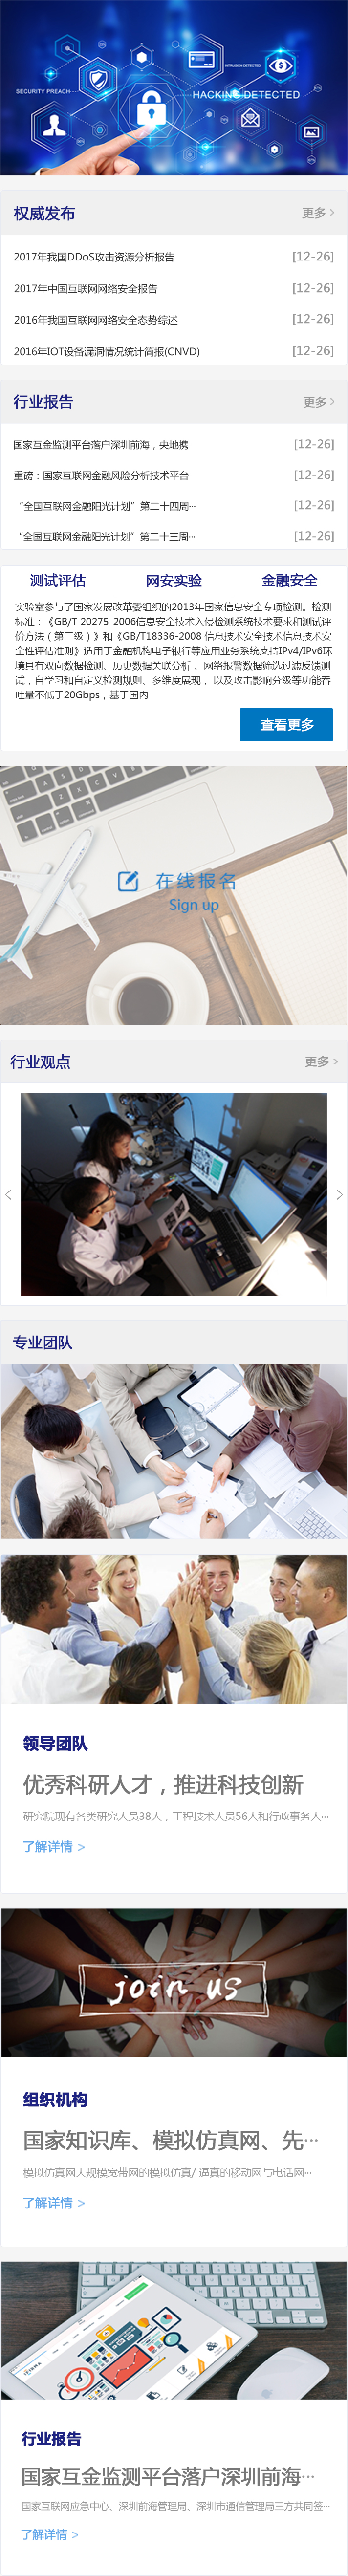 SECURITY PREACH
INTRUSION DETECTED
HACKING DETECTED
权威发布
更多 >
2017年我国DDoS攻击资源分析报告 [12-26]
2017年中国互联网网络安全报告 [12-26]
2016年我国互联网网络安全态势综述 [12-26]
2016年IOT设备漏洞情况统计简报(CNVD) [12-26]
行业报告
更多 >
国家互金监测平台落户深圳前海，央地携 [12-26]
重磅：国家互联网金融风险分析技术平台 [12-26]
“全国互联网金融阳光计划”第二十四周··· [12-26]
“全国互联网金融阳光计划”第二十三周··· [12-26]
测试评估 网安实验 金融安全
实验室参与了国家发展改革委组织的2013年国家信息安全专项检测。检测
标准：《GB/T 20275-2006信息安全技术入侵检测系统技术要求和测试评
价方法（第三级）》和《GB/T18336-2008 信息技术安全技术信息技术安
全性评估准则》适用于金融机构电子银行等应用业务系统支持IPv4/IPv6环
境具有双向数据检测、历史数据关联分析 、网络报警数据筛选过滤反馈测
试，自学习和自定义检测规则、多维度展现， 以及攻击影响分级等功能吞
吐量不低于20Gbps，基于国内
查看更多
在线报名
Sign up
行业观点
更多 >
专业团队
领导团队
优秀科研人才，推进科技创新
研究院现有各类研究人员38人，工程技术人员56人和行政事务人···
了解详情 >
join us
组织机构
国家知识库、模拟仿真网、先···
模拟仿真网大规模宽带网的模拟仿真/ 逼真的移动网与电话网···
了解详情 >
行业报告
国家互金监测平台落户深圳前海···
国家互联网应急中心、深圳前海管理局、深圳市通信管理局三方共同签···
了解详情 >